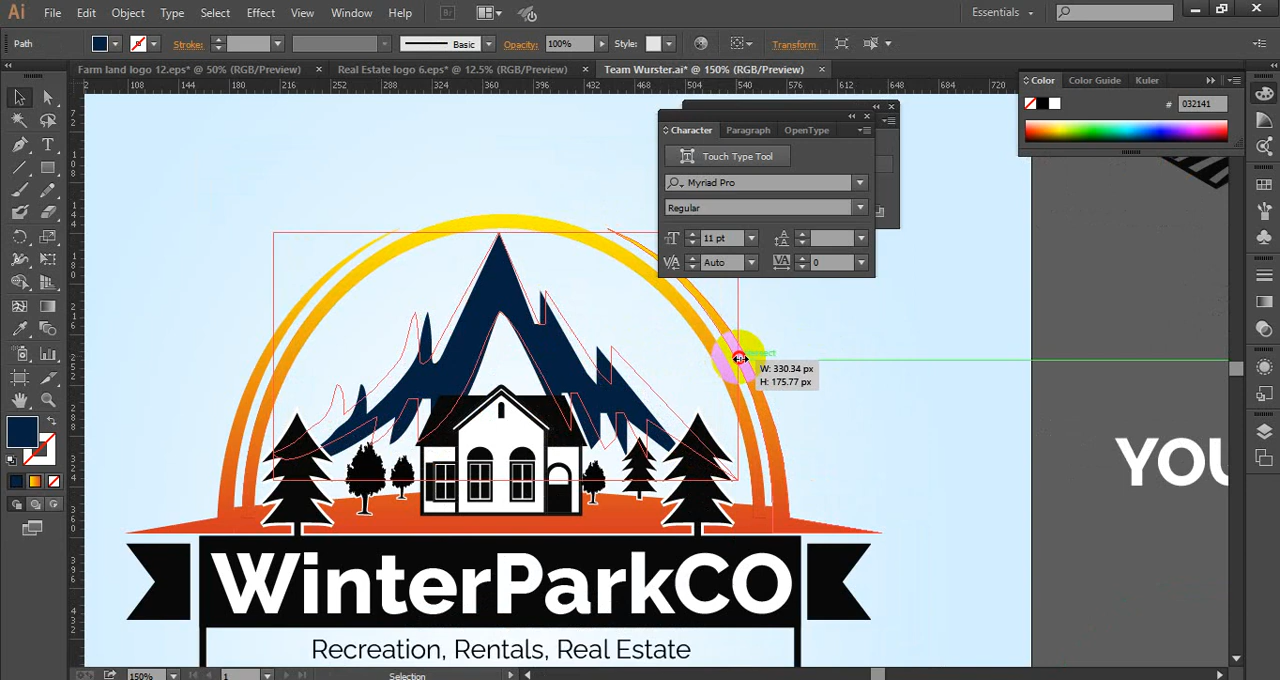 Ai File Edit Object Type Select Effect View Window Help Br Essentials
Path Stroke: Basic Opacity: 100% Style: Transform
Farm land logo 12.eps* @ 50% (RGB/Preview) × Real Estate logo 6.eps* @ 12.5% (RGB/Preview) × Team Wurster.ai* @ 150% (RGB/Preview) ×
108 144 180 216 252 288 324 360 396 432 468 504 540 576 612 648 684 720
Color Color Guide Kuler
# 032141
Character Paragraph OpenType
Touch Type Tool
Myriad Pro
Regular
11 pt
Auto 0
intersect
W: 330.34 px
H: 175.77 px
YOU
WinterParkCO
Recreation, Rentals, Real Estate
150% 1 Selection